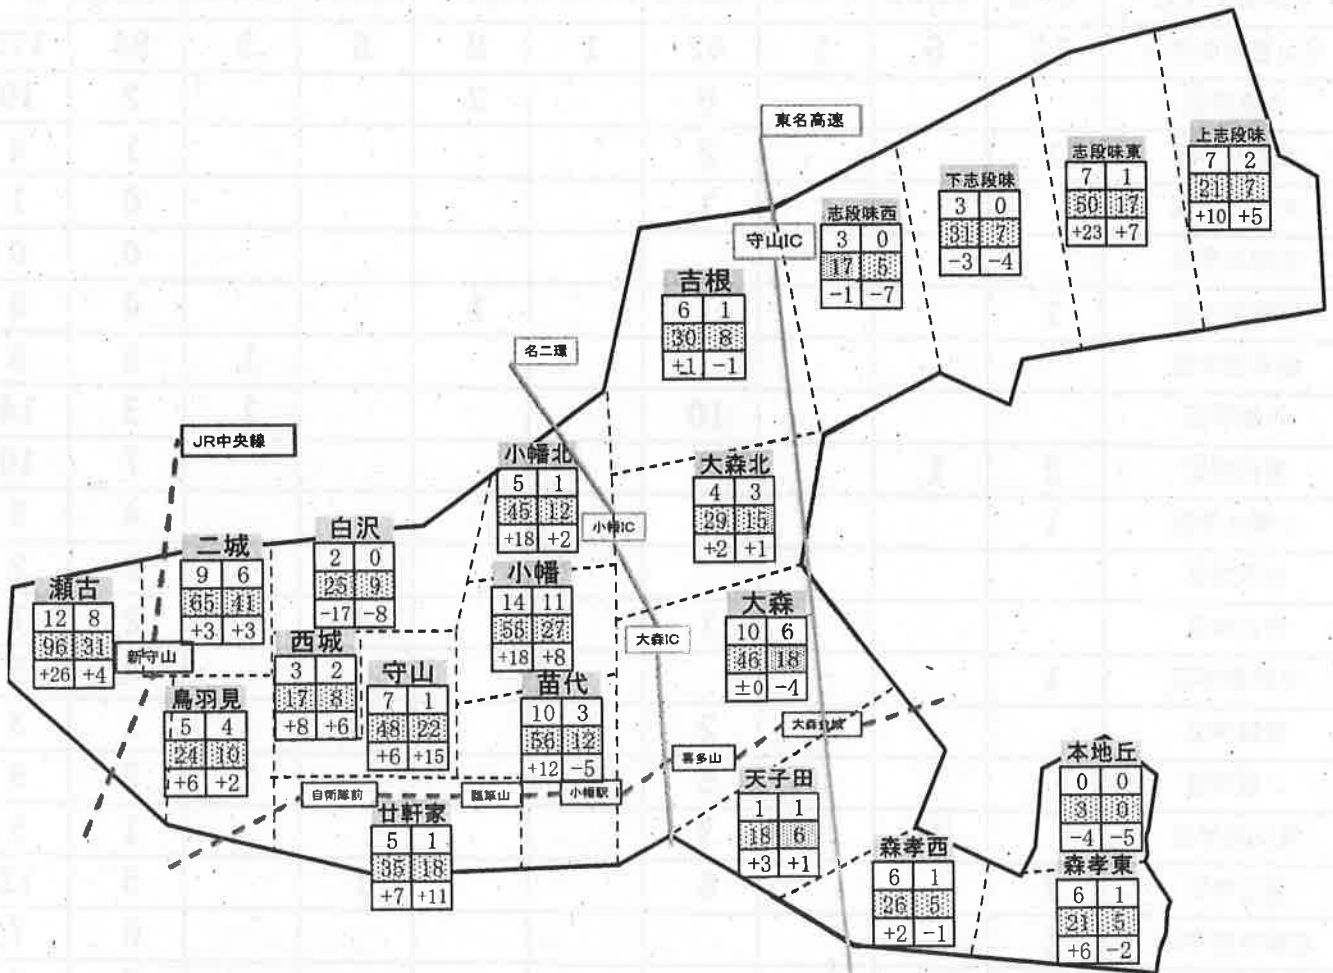 東名高速
上志段味
7 2
21 7
+10 +5
志段味東
7 1
50 17
+23 +7
下志段味
3 0
31 7
-3 -4
志段味西
3 0
17 5
-1 -7
守山IC
吉根
6 1
30 8
+1 -1
名二環
JR中央線
小幡北
5 1
45 12
+18 +2
小幡IC
大森北
4 3
29 15
+2 +1
白沢
2 0
25 9
-17 -8
二城
9 6
65 41
+3 +3
瀬古
12 8
96 31
+26 +4
新守山
小幡
14 11
55 27
+18 +8
大森
10 6
46 18
±0 -4
大森IC
西城
3 2
17 8
+8 +6
守山
7 1
48 22
+6 +15
苗代
10 3
56 12
+12 -5
鳥羽見
5 4
24 10
+6 +2
大森金城
喜多山
小幡駅
瓢箪山
自衛隊前
天子田
1 1
18 6
+3 +1
本地丘
0 0
3 0
-4 -5
廿軒家
5 1
35 18
+7 +11
森孝西
6 1
26 5
+2 -1
森孝東
6 1
21 5
+6 -2